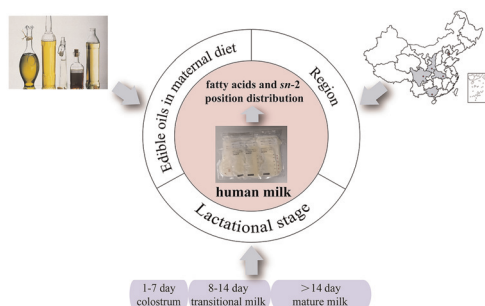 Edible oils in maternal diet
Region
fatty acids and sn-2
position distribution
human milk
Lactational stage
1-7 day
colostrum
8-14 day
transitional milk
>14 day
mature milk